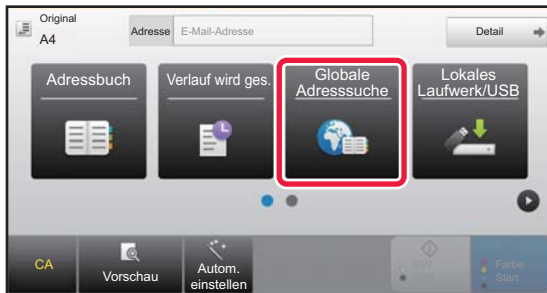 Original
A4
Adresse E-Mail-Adresse
Detail
Adressbuch
Verlauf wird ges.
Globale
Adresssuche
Lokales
Laufwerk/USB
CA
Vorschau
Autom.
einstellen
S/W
Start
Farbe
Start